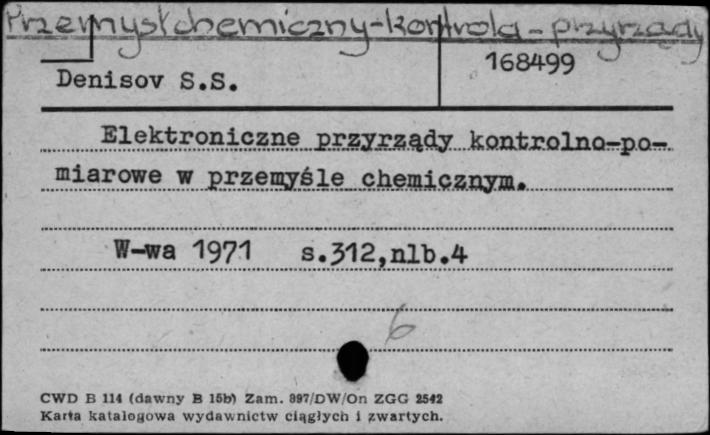 Przemysł chemiczny-kontrola - przyrządy
168499
Denisov S.S.
Elektroniczne przyrządy kontrolno-po-
miarowe w przemyśle chemicznym.
W-wa 1971 s.312,nlb.4
6
CWD B 114 (dawny B 15b) Zam. 897/DW/On ZGG 2542
Karta katalogowa wydawnictw ciągłych i zwartych.